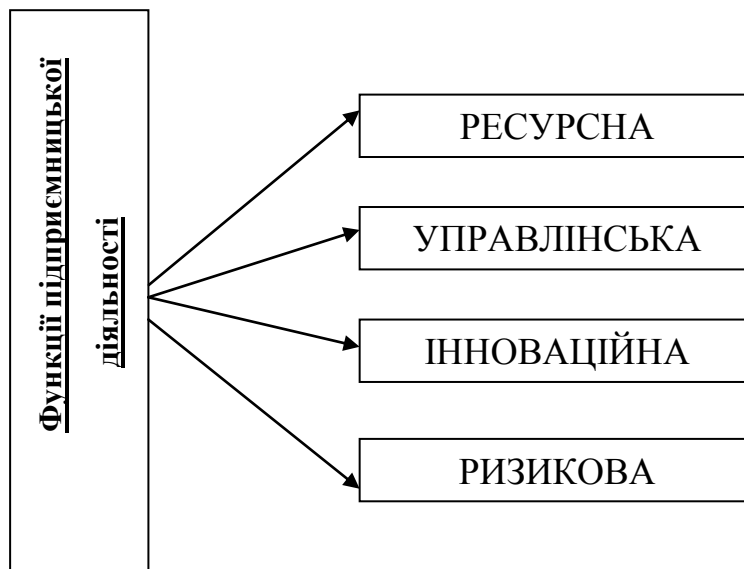 Функції підприємницької
діяльності
РЕСУРСНА
УПРАВЛІНСЬКА
ІННОВАЦІЙНА
РИЗИКОВА